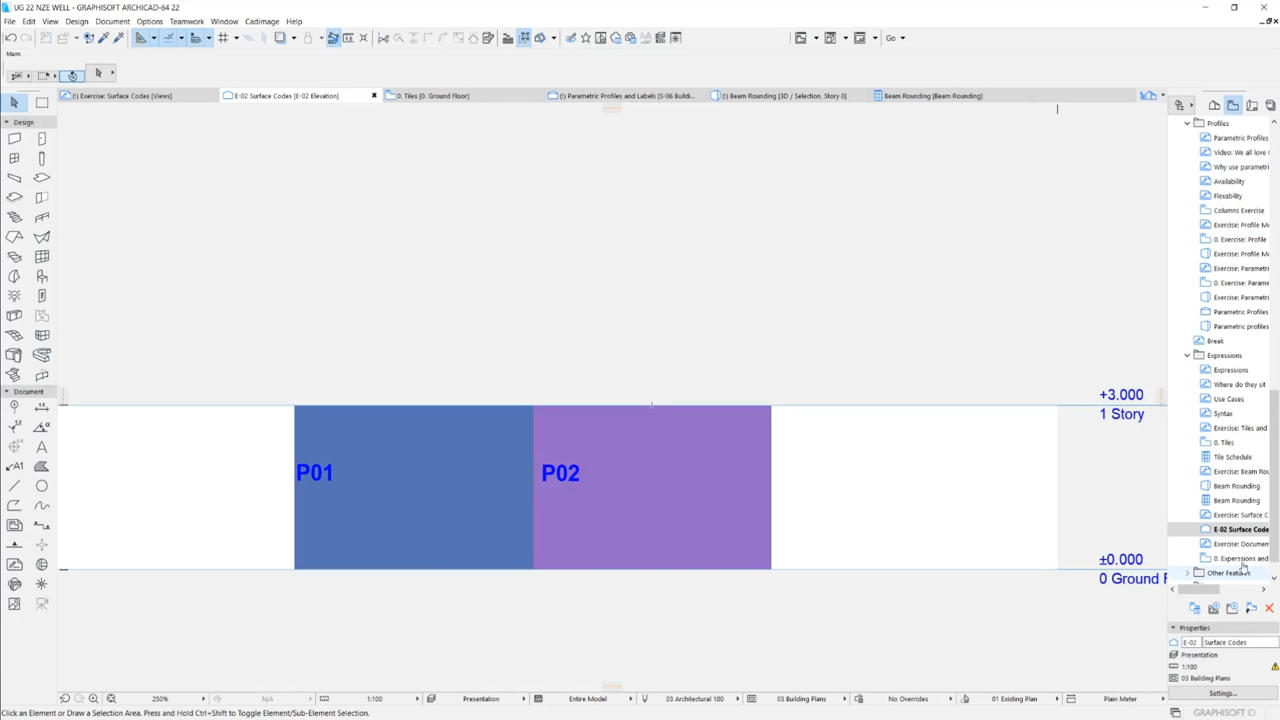 UG 22 NZE WELL - GRAPHISOFT ARCHICAD-64 22
File Edit View Design Document Options Teamwork Window Cadimage Help
Go
Main
(!) Exercise: Surface Codes [Views]
E-02 Surface Codes [E-02 Elevation]
0. Tiles [0. Ground Floor]
(!) Parametric Profiles and Labels [S-06 Buildi...
(!) Beam Rounding [3D / Selection, Story 0]
Beam Rounding [Beam Rounding]
Design
Document
+3.000
1 Story
P01
P02
±0.000
0 Ground F
Profiles
Parametric Profiles
Video: We all love
Why use parametri
Availability
Flexability
Columns Exercise
Exercise: Profile M
0. Exercise: Profile
Exercise: Profile M
Exercise: Parametri
0. Exercise: Parame
Exercise: Parametri
Parametric Profiles
Parametric profiles
Break
Expressions
Expressions
Where do they sit
Use Cases
Syntax
Exercise: Tiles and
0. Tiles
Tile Schedule
Exercise: Beam Rou
Beam Rounding
Beam Rounding
Exercise: Surface C
E-02 Surface Code
Exercise: Documen
0. Experssions and
Other Features
Properties
E-02 Surface Codes
Presentation
1:100
03 Building Plans
Settings...
250% N/A 1:100 Presentation Entire Model 03 Architectural 100 03 Building Plans No Overrides 01 Existing Plan Plain Meter
Click an Element or Draw a Selection Area. Press and Hold Ctrl+Shift to Toggle Element/Sub-Element Selection.
GRAPHISOFT ID